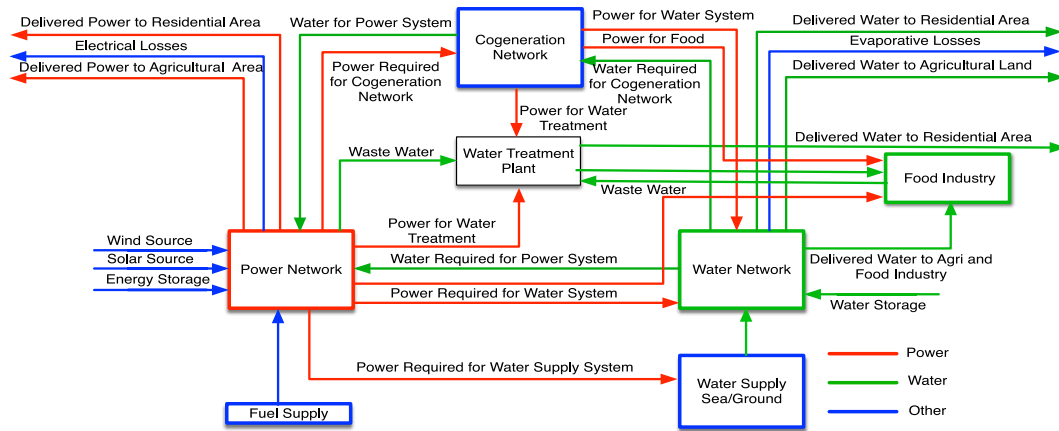 Delivered Power to Residential Area
Electrical Losses
Delivered Power to Agricultural Area
Water for Power System
Power Required
for Cogeneration
Network
Cogeneration
Network
Power for Water System
Power for Food
Water Required
for Cogeneration
Network
Delivered Water to Residential Area
Evaporative Losses
Delivered Water to Agricultural Land
Power for Water
Treatment
Waste Water
Water Treatment
Plant
Delivered Water to Residential Area
Waste Water
Food Industry
Power for Water
Treatment
Wind Source
Solar Source
Energy Storage
Power Network
Water Required for Power System
Power Required for Water System
Water Network
Delivered Water to Agri and
Food Industry
Water Storage
Power Required for Water Supply System
Water Supply
Sea/Ground
Fuel Supply
Power
Water
Other